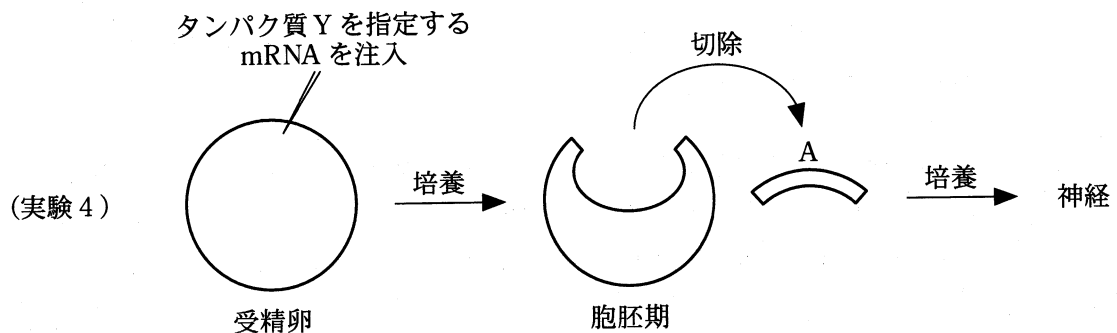 タンパク質Yを指定する
mRNAを注入
切除
A
(実験4)
培養
培養
神経
受精卵
胞胚期